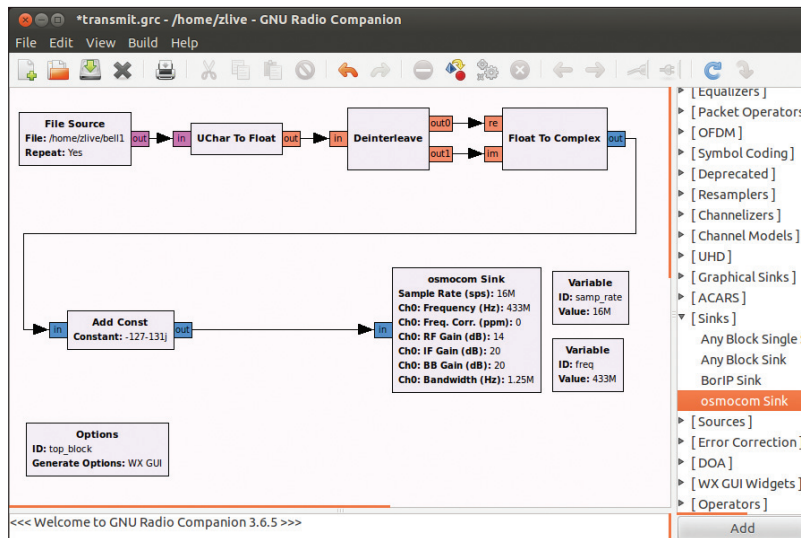 *transmit.grc - /home/zlive - GNU Radio Companion
File Edit View Build Help
File Source
File: /home/zlive/bell1
Repeat: Yes
out
in
UChar To Float
out
in
Deinterleave
out0
out1
re
im
Float To Complex
out
in
Add Const
Constant: -127-131j
out
in
osmocom Sink
Sample Rate (sps): 16M
Ch0: Frequency (Hz): 433M
Ch0: Freq. Corr. (ppm): 0
Ch0: RF Gain (dB): 14
Ch0: IF Gain (dB): 20
Ch0: BB Gain (dB): 20
Ch0: Bandwidth (Hz): 1.25M
Variable
ID: samp_rate
Value: 16M
Variable
ID: freq
Value: 433M
Options
ID: top_block
Generate Options: WX GUI
[ Equalizers ]
[ Packet Operators
[ OFDM ]
[ Symbol Coding ]
[ Deprecated ]
[ Resamplers ]
[ Channelizers ]
[ Channel Models ]
[ UHD ]
[ Graphical Sinks ]
[ ACARS ]
[ Sinks ]
Any Block Single
Any Block Sink
BorIP Sink
osmocom Sink
[ Sources ]
[ Error Correction ]
[ DOA ]
[ WX GUI Widgets ]
[ Operators ]
<<< Welcome to GNU Radio Companion 3.6.5 >>>
Add